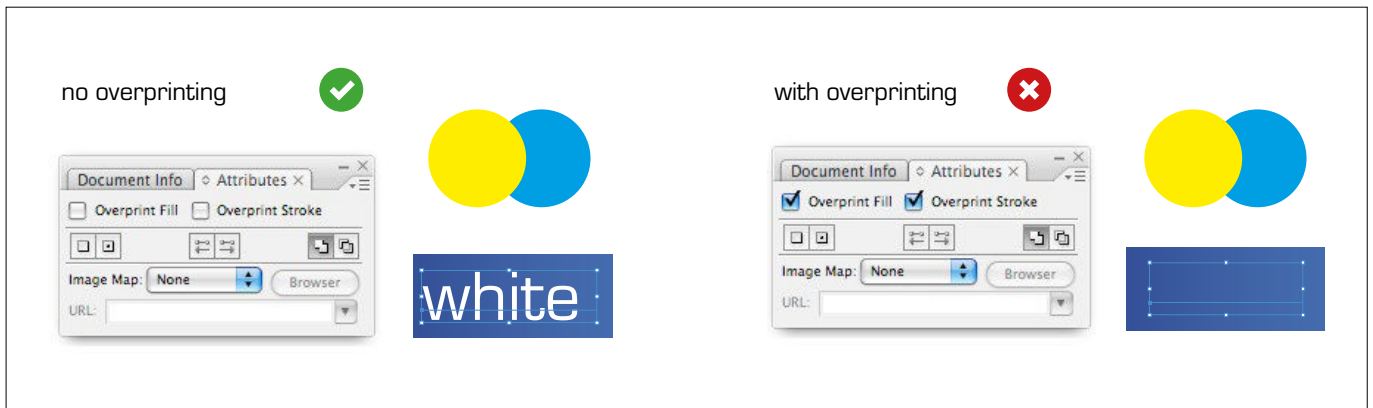 no overprinting
Document Info Attributes
Overprint Fill Overprint Stroke
Image Map: None Browser
URL:
white
with overprinting
Document Info Attributes
Overprint Fill Overprint Stroke
Image Map: None Browser
URL: